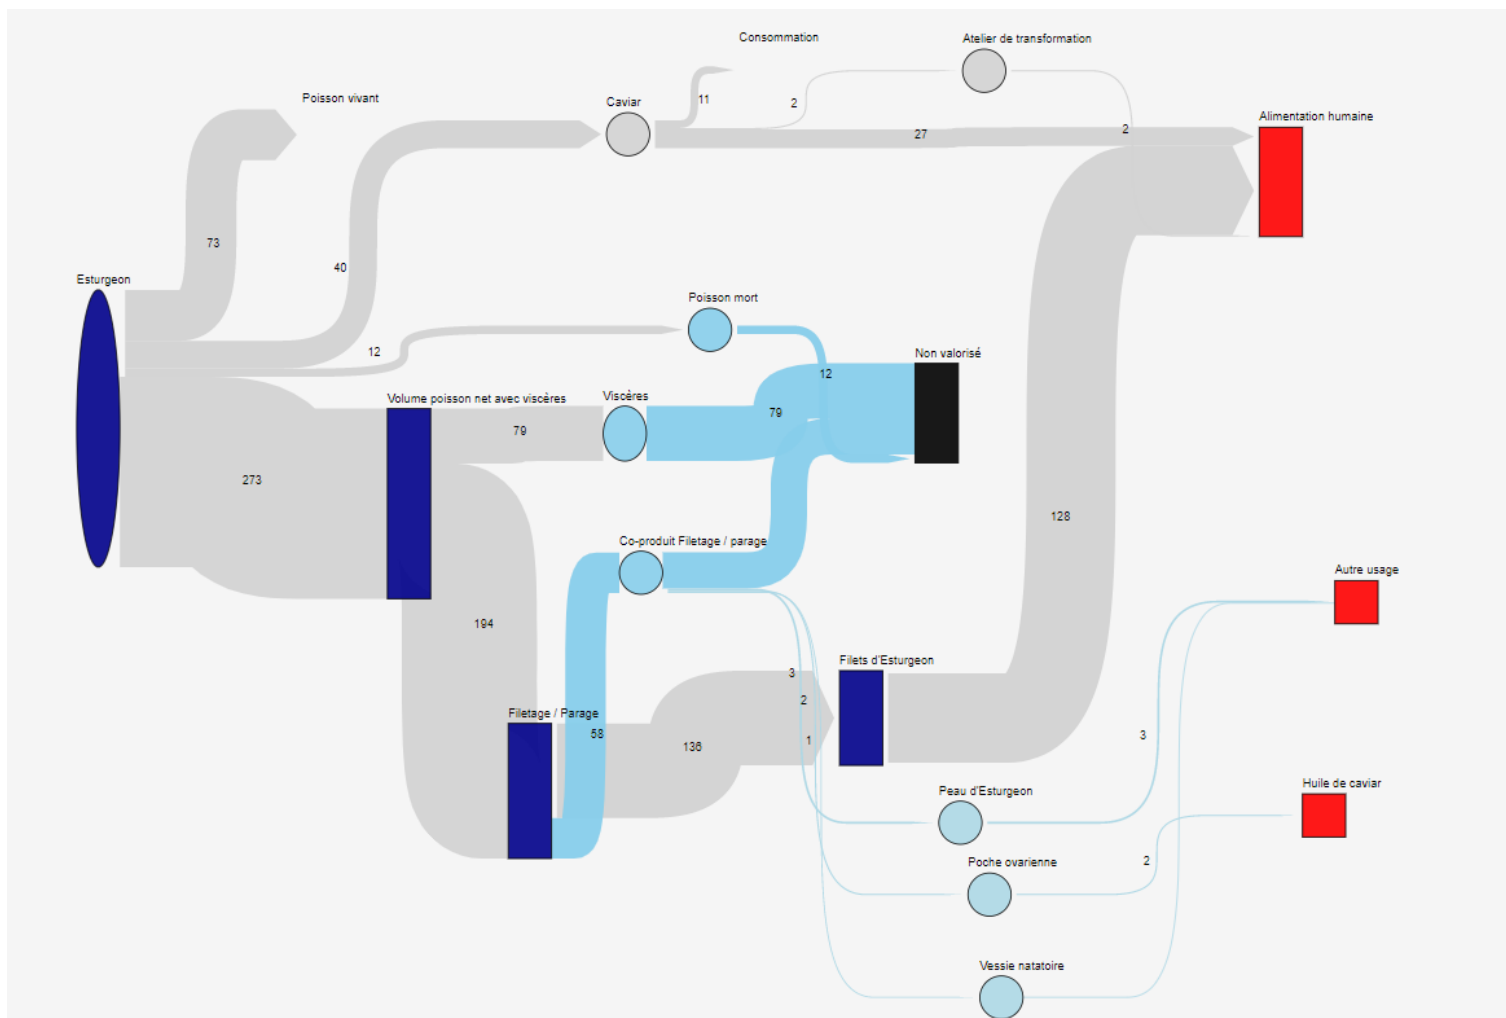 Consommation
Atelier de transformation
Poisson vivant
Caviar
11
2
27
2
Alimentation humaine
73
40
Esturgeon
12
Poisson mort
Non valorisé
12
Volume poisson net avec viscères
Viscères
79
79
273
128
Co-produit Filetage / parage
194
Autre usage
Filets d'Esturgeon
3
2
1
Filetage / Parage
58
136
3
Peau d'Esturgeon
Huile de caviar
Poche ovarienne
2
Vessie natatoire